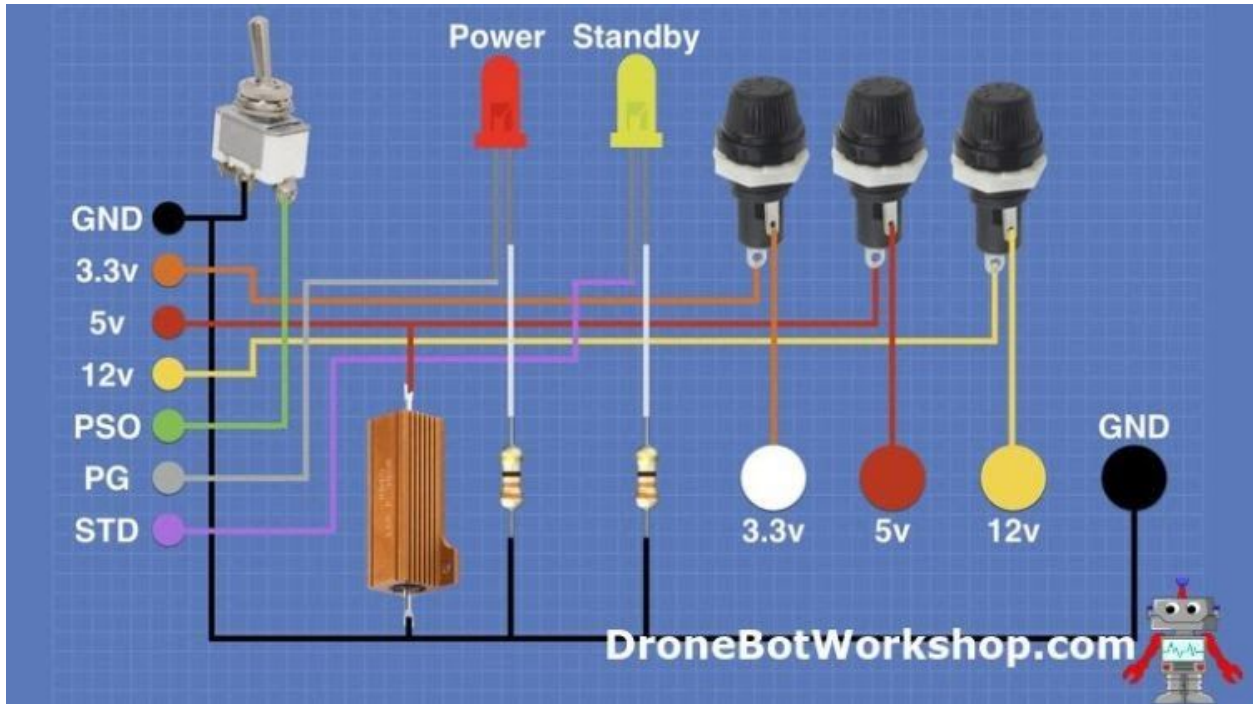 Power Standby
GND
3.3v
5v
12v
PSO
PG
STD
GND
3.3v 5v 12v
DroneBotWorkshop.com